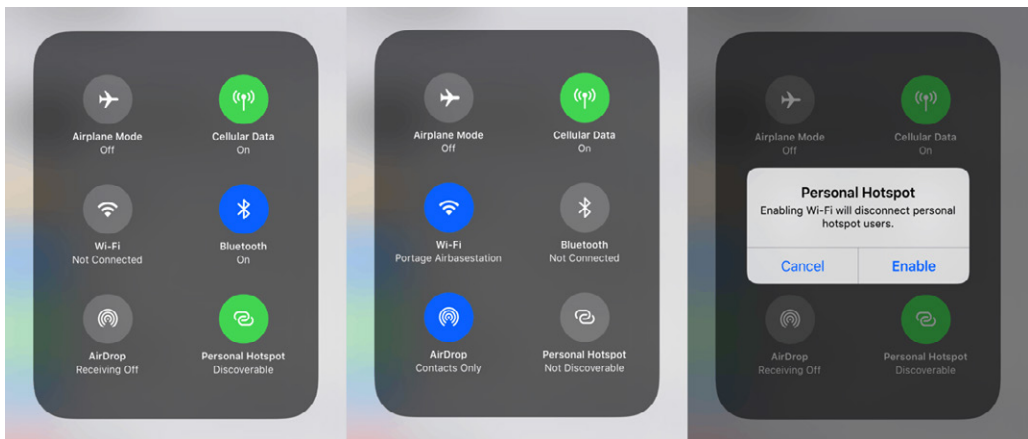 Airplane Mode
Off
Cellular Data
On
Wi-Fi
Not Connected
Bluetooth
On
AirDrop
Receiving Off
Personal Hotspot
Discoverable
Airplane Mode
Off
Cellular Data
On
Wi-Fi
Portage Airbasestation
Bluetooth
Not Connected
AirDrop
Contacts Only
Personal Hotspot
Not Discoverable
Airplane Mode
Off
Cellular Data
On
Personal Hotspot
Enabling Wi-Fi will disconnect personal
hotspot users.
Cancel
Enable
AirDrop
Receiving Off
Personal Hotspot
Discoverable